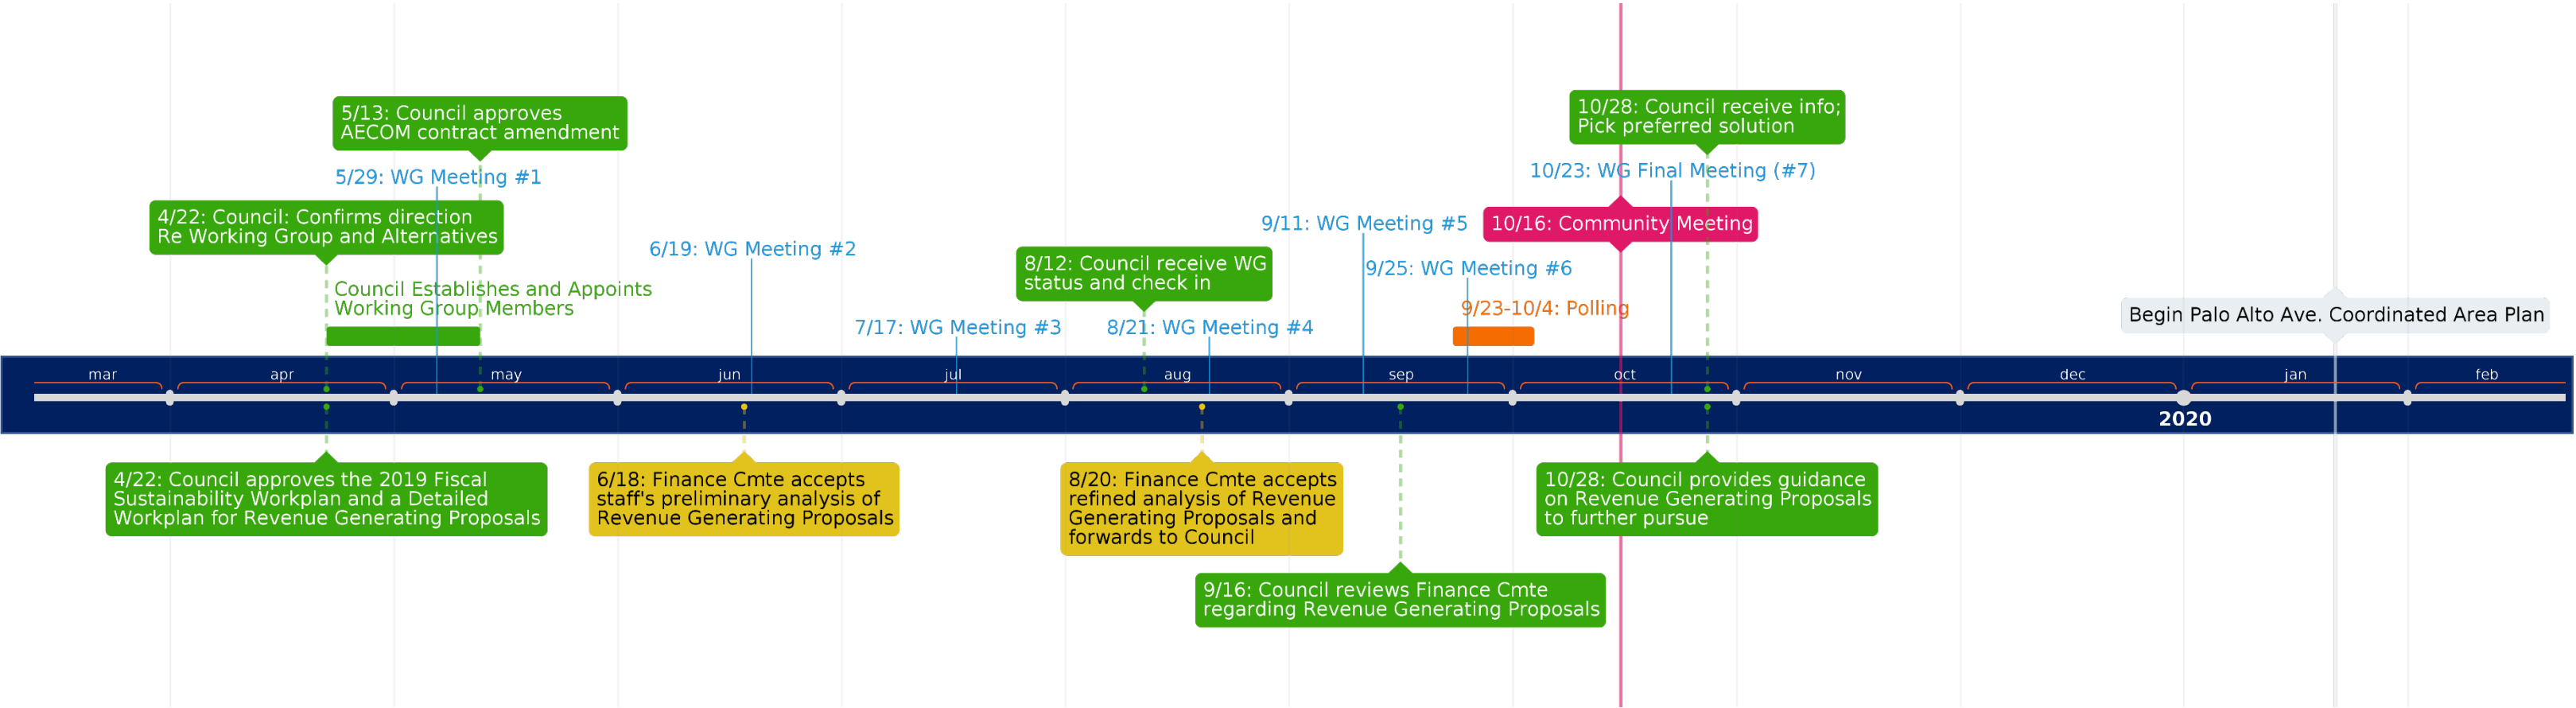 5/13: Council approves
AECOM contract amendment
10/28: Council receive info;
Pick preferred solution
5/29: WG Meeting #1
10/23: WG Final Meeting (#7)
4/22: Council: Confirms direction
Re Working Group and Alternatives
6/19: WG Meeting #2
9/11: WG Meeting #5
10/16: Community Meeting
8/12: Council receive WG
status and check in
9/25: WG Meeting #6
Council Establishes and Appoints
Working Group Members
9/23-10/4: Polling
7/17: WG Meeting #3
8/21: WG Meeting #4
Begin Palo Alto Ave. Coordinated Area Plan
mar apr may jun jul aug sep oct nov dec jan feb
2020
4/22: Council approves the 2019 Fiscal
Sustainability Workplan and a Detailed
Workplan for Revenue Generating Proposals
6/18: Finance Cmte accepts
staff's preliminary analysis of
Revenue Generating Proposals
8/20: Finance Cmte accepts
refined analysis of Revenue
Generating Proposals and
forwards to Council
10/28: Council provides guidance
on Revenue Generating Proposals
to further pursue
9/16: Council reviews Finance Cmte
regarding Revenue Generating Proposals